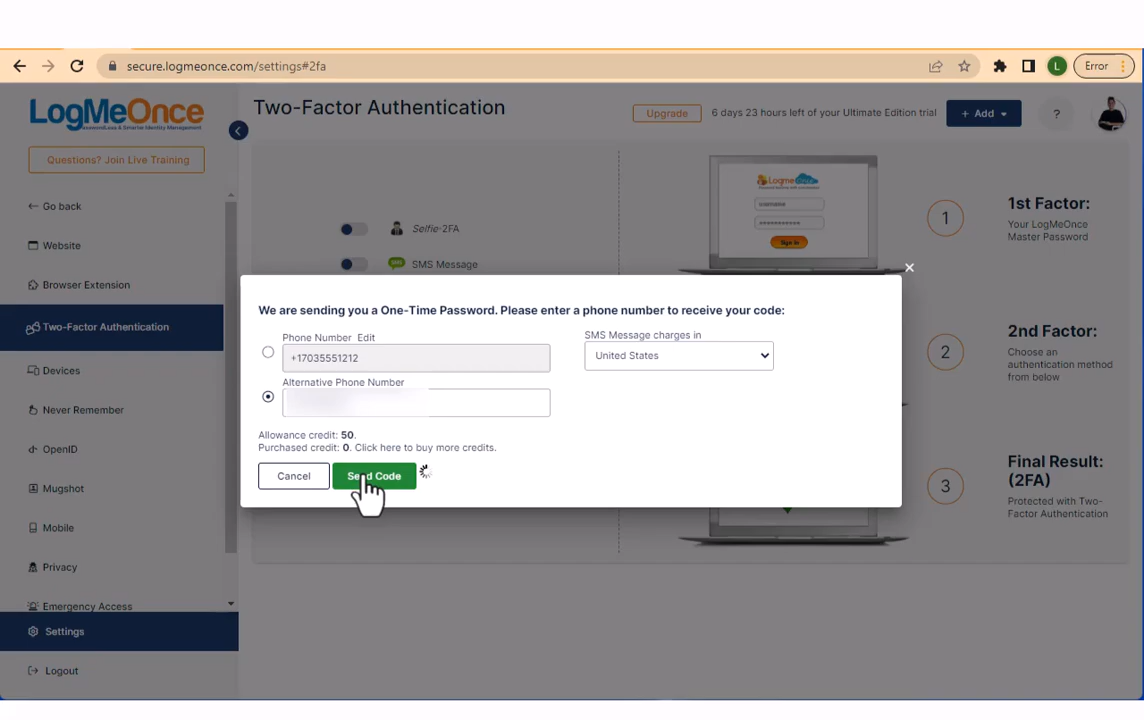 secure.logmeonce.com/settings#2fa
L
Error
LogMeOnce
PasswordLess & Smarter Identity Management
Questions? Join Live Training
Go back
Website
Browser Extension
Two-Factor Authentication
Devices
Never Remember
OpenID
Mugshot
Mobile
Privacy
Emergency Access
Settings
Logout
Two-Factor Authentication
Upgrade
6 days 23 hours left of your Ultimate Edition trial
+ Add
?
Selfie-2FA
SMS Message
Sign In
1
1st Factor:
Your LogMeOnce
Master Password
2
2nd Factor:
Choose an
authentication method
from below
3
Final Result:
(2FA)
Protected with Two-
Factor Authentication
We are sending you a One-Time Password. Please enter a phone number to receive your code:
Phone Number Edit
+17035551212
SMS Message charges in
United States
Alternative Phone Number
Allowance credit: 50.
Purchased credit: 0. Click here to buy more credits.
Cancel
Send Code